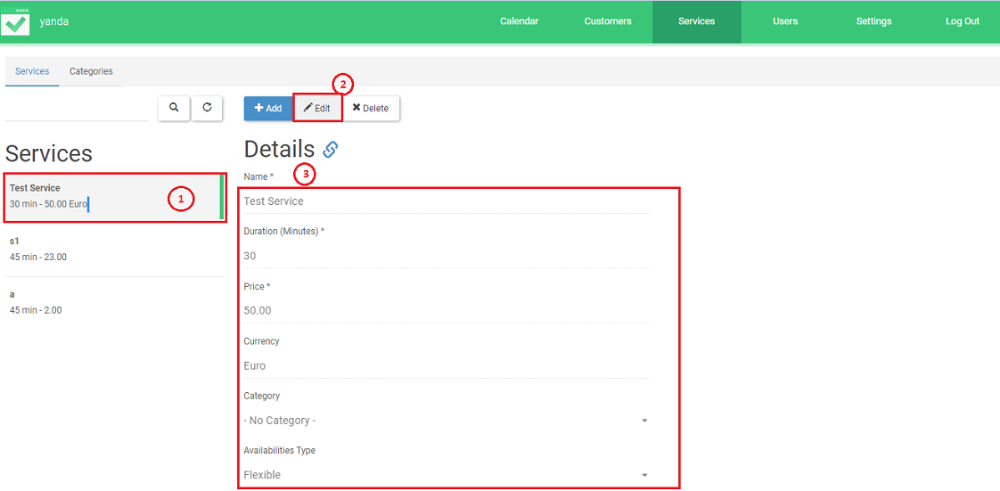 yanda
Calendar Customers Services Users Settings Log Out
Services Categories
2
Add Edit Delete
Services
Test Service
30 min - 50.00 Euro
1
s1
45 min - 23.00
a
45 min - 2.00
Details
3
Name *
Test Service
Duration (Minutes) *
30
Price *
50.00
Currency
Euro
Category
- No Category -
Availabilities Type
Flexible